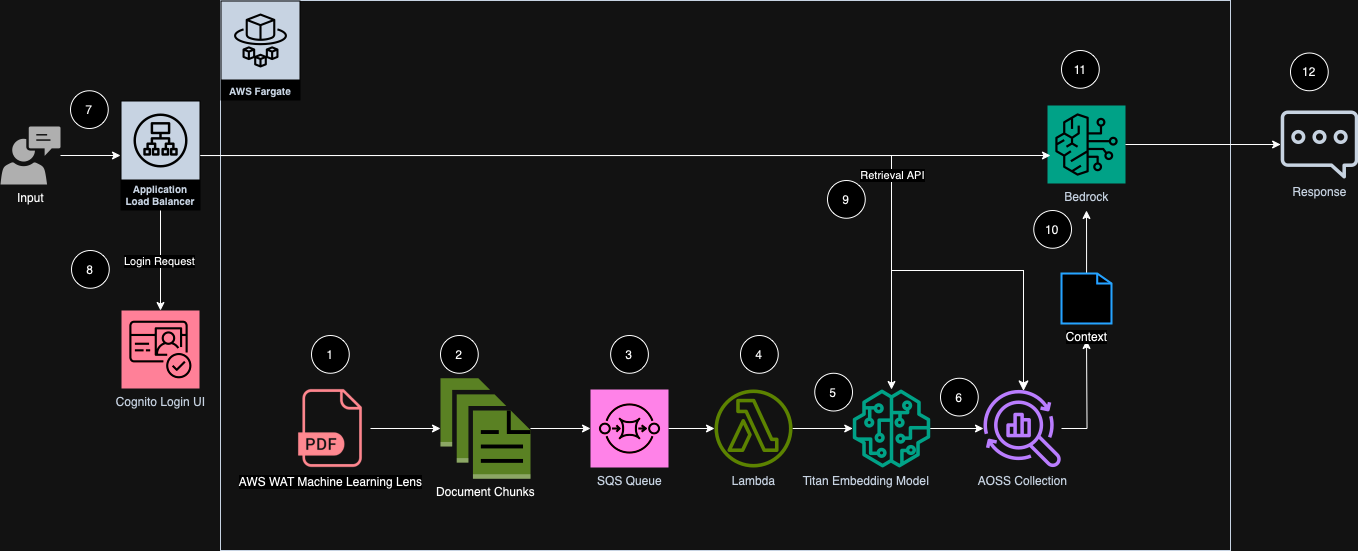 AWS Fargate
7
11
12
Application
Load Balancer
Input
Retrieval API
Bedrock
Response
9
10
8
Login Request
Context
Cognito Login UI
1
2
3
4
5
6
PDF
AWS WAT Machine Learning Lens
Document Chunks
SQS Queue
Lambda
Titan Embedding Model
AOSS Collection